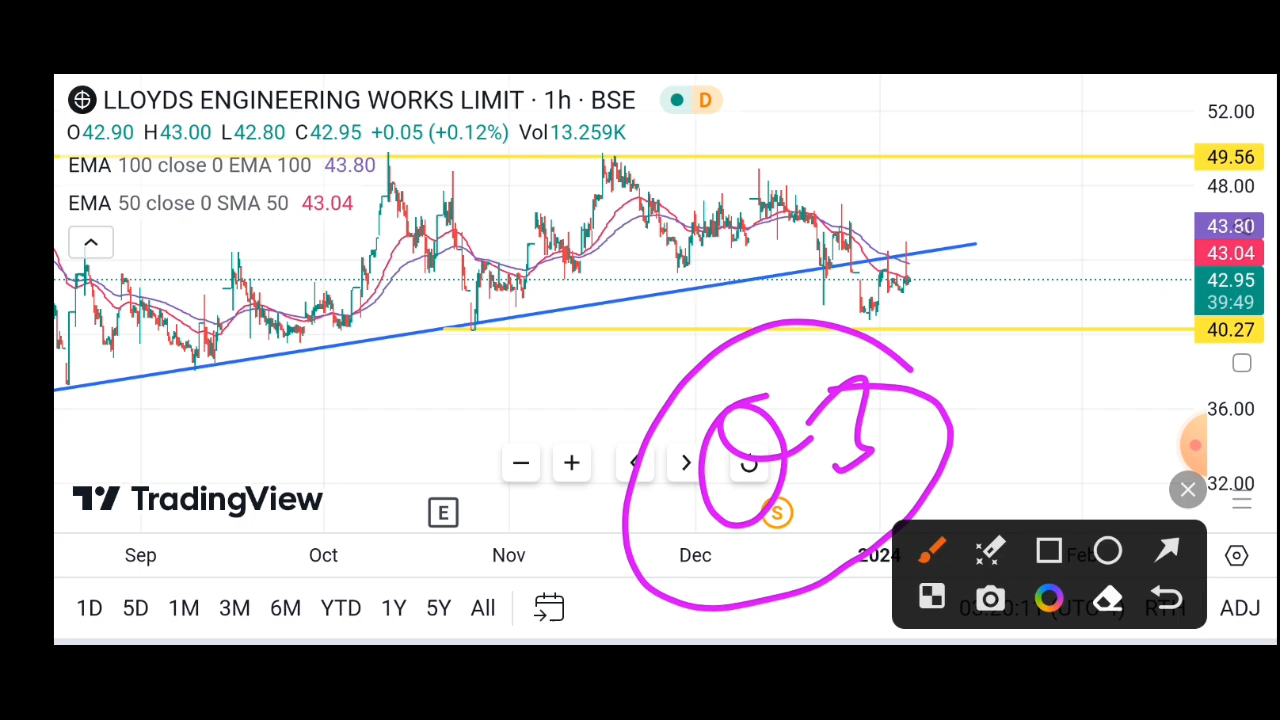 LLOYDS ENGINEERING WORKS LIMIT · 1h · BSE D
O42.90 H43.00 L42.80 C42.95 +0.05 (+0.12%) Vol13.259K
EMA 100 close 0 EMA 100 43.80
EMA 50 close 0 SMA 50 43.04
52.00
49.56
48.00
43.80
43.04
42.95
39:49
40.27
36.00
32.00
TradingView
E
S
Sep Oct Nov Dec 2024 Feb
1D 5D 1M 3M 6M YTD 1Y 5Y All RTH ADJ